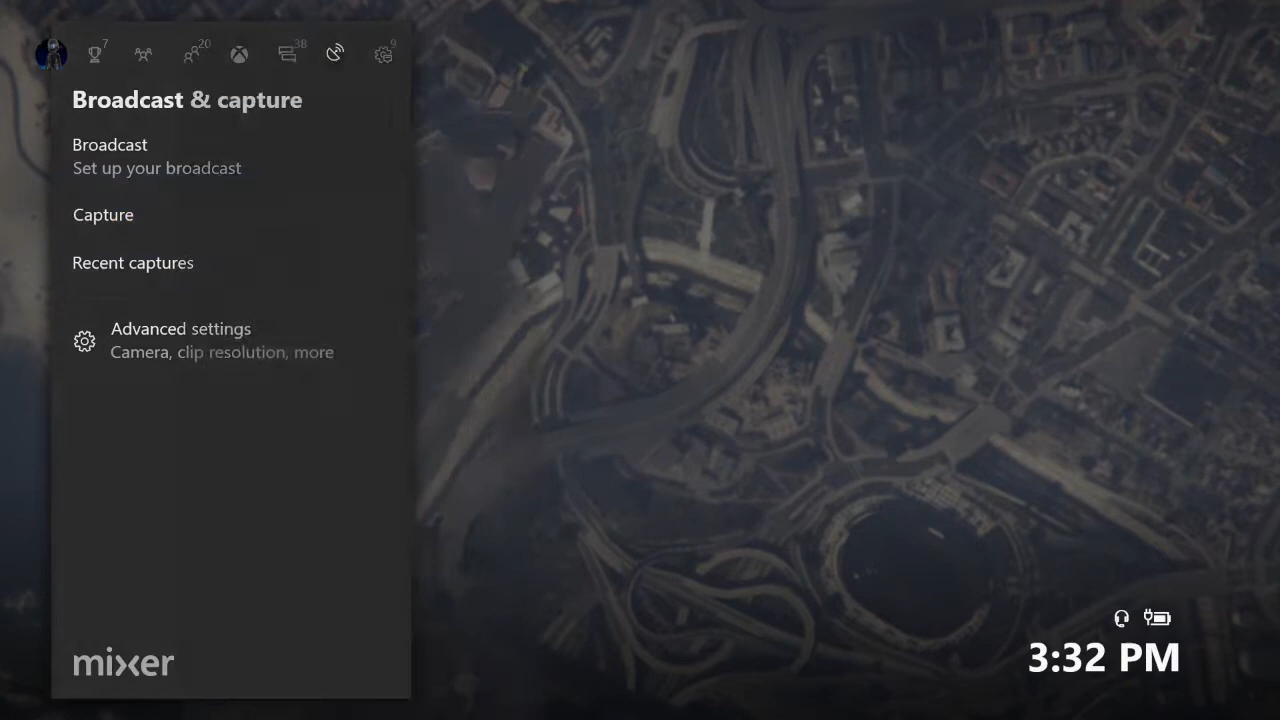 7
20
38
9
Broadcast & capture
Broadcast
Set up your broadcast
Capture
Recent captures
Advanced settings
Camera, clip resolution, more
mixer
3:32 PM